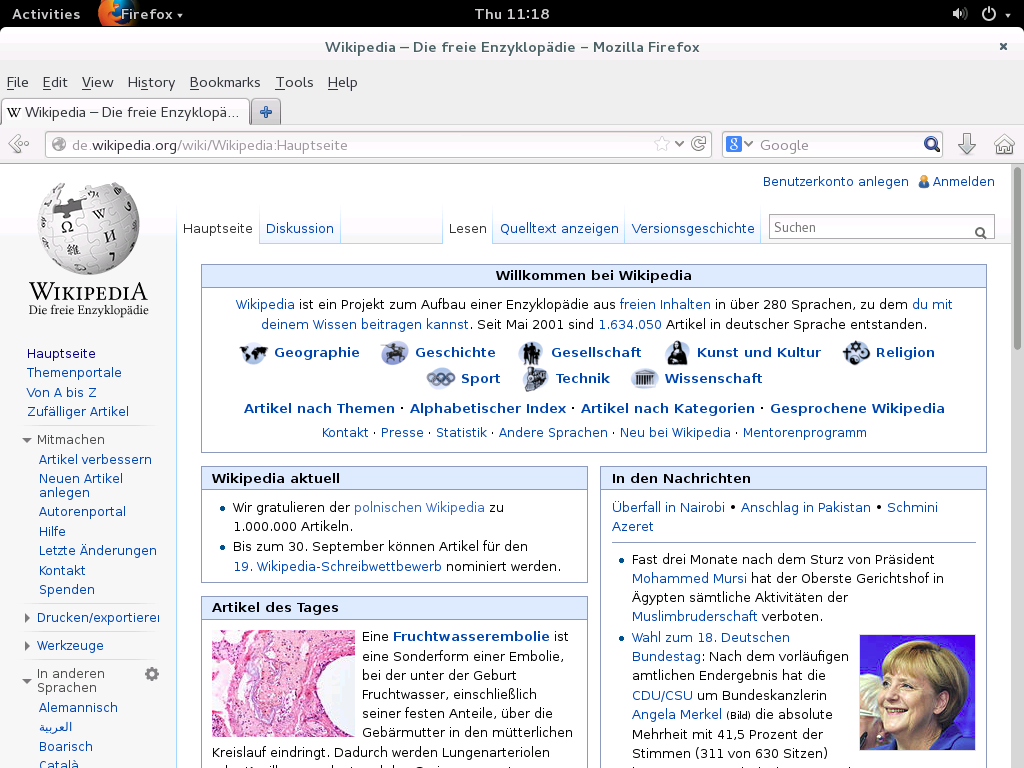 Activities Firefox Thu 11:18
Wikipedia – Die freie Enzyklopädie – Mozilla Firefox
File Edit View History Bookmarks Tools Help
W Wikipedia – Die freie Enzyklopä...
de.wikipedia.org/wiki/Wikipedia:Hauptseite
8 Google
Benutzerkonto anlegen Anmelden
Hauptseite Diskussion Lesen Quelltext anzeigen Versionsgeschichte Suchen
WIKIPEDIA
Die freie Enzyklopädie
Hauptseite
Themenportale
Von A bis Z
Zufälliger Artikel
Mitmachen
Artikel verbessern
Neuen Artikel
anlegen
Autorenportal
Hilfe
Letzte Änderungen
Kontakt
Spenden
Drucken/exportieren
Werkzeuge
In anderen
Sprachen
Alemannisch
العربية
Boarisch
Català
Willkommen bei Wikipedia
Wikipedia ist ein Projekt zum Aufbau einer Enzyklopädie aus freien Inhalten in über 280 Sprachen, zu dem du mit
deinem Wissen beitragen kannst. Seit Mai 2001 sind 1.634.050 Artikel in deutscher Sprache entstanden.
Geographie Geschichte Gesellschaft Kunst und Kultur Religion
Sport Technik Wissenschaft
Artikel nach Themen · Alphabetischer Index · Artikel nach Kategorien · Gesprochene Wikipedia
Kontakt · Presse · Statistik · Andere Sprachen · Neu bei Wikipedia · Mentorenprogramm
Wikipedia aktuell
• Wir gratulieren der polnischen Wikipedia zu
1.000.000 Artikeln.
• Bis zum 30. September können Artikel für den
19. Wikipedia-Schreibwettbewerb nominiert werden.
Artikel des Tages
Eine Fruchtwasserembolie ist
eine Sonderform einer Embolie,
bei der unter der Geburt
Fruchtwasser, einschließlich
seiner festen Anteile, über die
Gebärmutter in den mütterlichen
Kreislauf eindringt. Dadurch werden Lungenarteriolen
In den Nachrichten
Überfall in Nairobi • Anschlag in Pakistan • Schmini
Azeret
• Fast drei Monate nach dem Sturz von Präsident
Mohammed Mursi hat der Oberste Gerichtshof in
Ägypten sämtliche Aktivitäten der
Muslimbruderschaft verboten.
• Wahl zum 18. Deutschen
Bundestag: Nach dem vorläufigen
amtlichen Endergebnis hat die
CDU/CSU um Bundeskanzlerin
Angela Merkel (Bild) die absolute
Mehrheit mit 41,5 Prozent der
Stimmen (311 von 630 Sitzen)